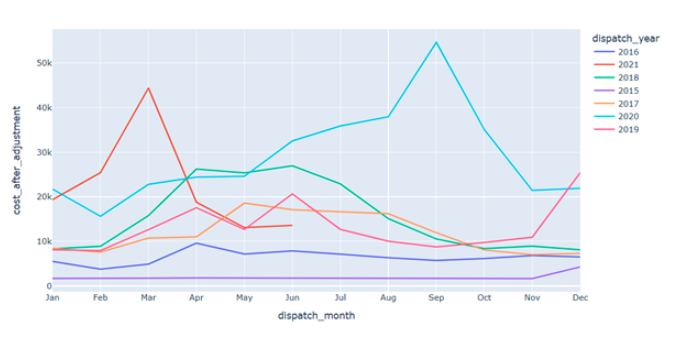 dispatch_year
2016
2021
2018
2015
2017
2020
2019
cost_after_adjustment
50k
40k
30k
20k
10k
0
Jan Feb Mar Apr May Jun Jul Aug Sep Oct Nov Dec
dispatch_month